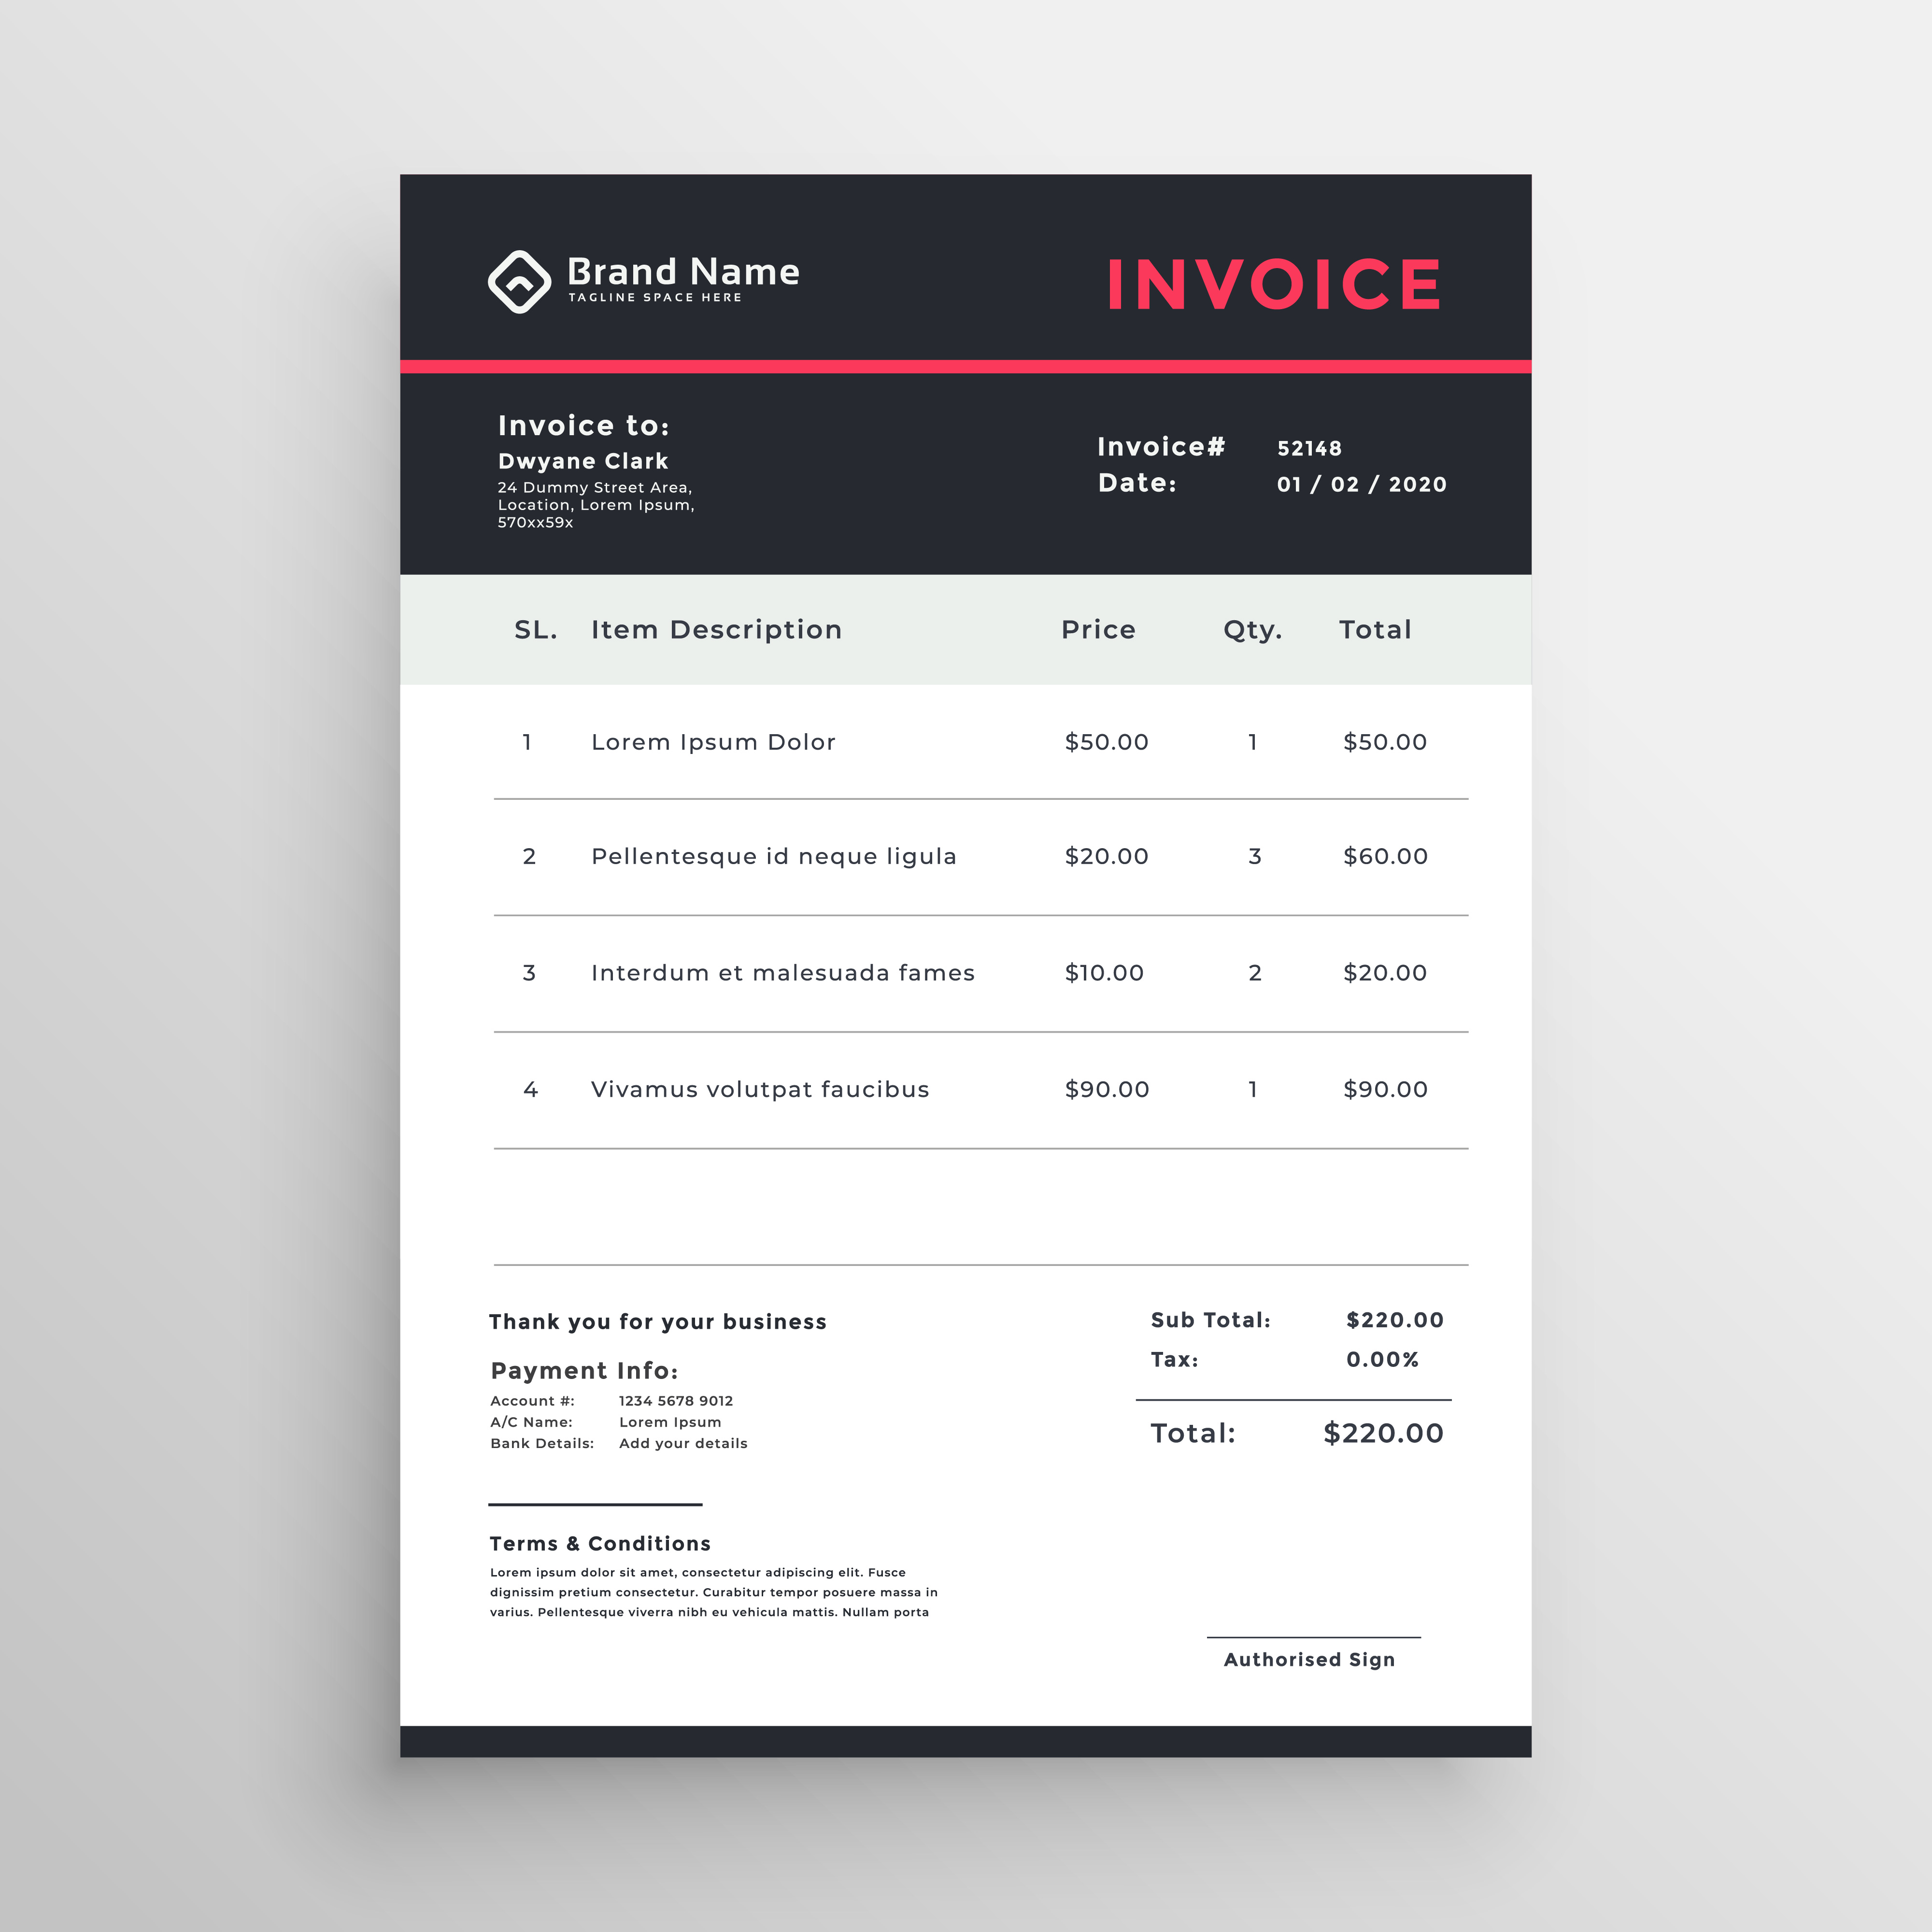 Brand Name
TAGLINE SPACE HERE
INVOICE
Invoice to:
Dwyane Clark
24 Dummy Street Area,
Location, Lorem Ipsum,
570xx59x
Invoice# 52148
Date: 01 / 02 / 2020
SL. Item Description Price Qty. Total
1 Lorem Ipsum Dolor $50.00 1 $50.00
2 Pellentesque id neque ligula $20.00 3 $60.00
3 Interdum et malesuada fames $10.00 2 $20.00
4 Vivamus volutpat faucibus $90.00 1 $90.00
Thank you for your business
Payment Info:
Account #: 1234 5678 9012
A/C Name: Lorem Ipsum
Bank Details: Add your details
Sub Total: $220.00
Tax: 0.00%
Total: $220.00
Terms & Conditions
Lorem ipsum dolor sit amet, consectetur adipiscing elit. Fusce
dignissim pretium consectetur. Curabitur tempor posuere massa in
varius. Pellentesque viverra nibh eu vehicula mattis. Nullam porta
Authorised Sign